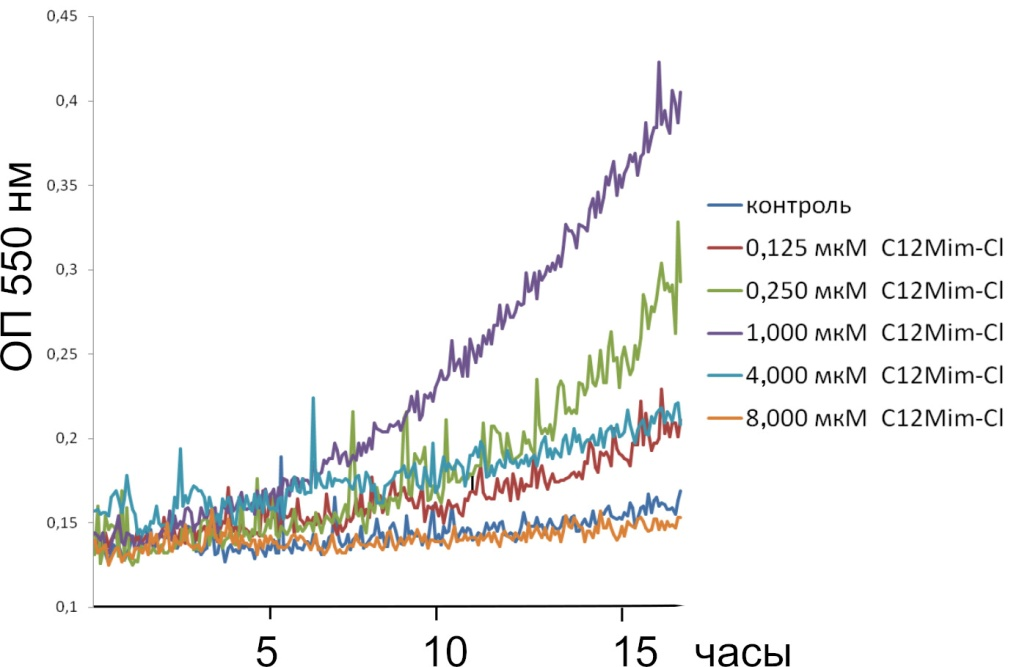 0,45
0,4
0,35
0,3
0,25
0,2
0,15
0,1
ОП 550 нм
5 10 15 часы
контроль
0,125 мкМ C12Mim-Cl
0,250 мкМ C12Mim-Cl
1,000 мкМ C12Mim-Cl
4,000 мкМ C12Mim-Cl
8,000 мкМ C12Mim-Cl